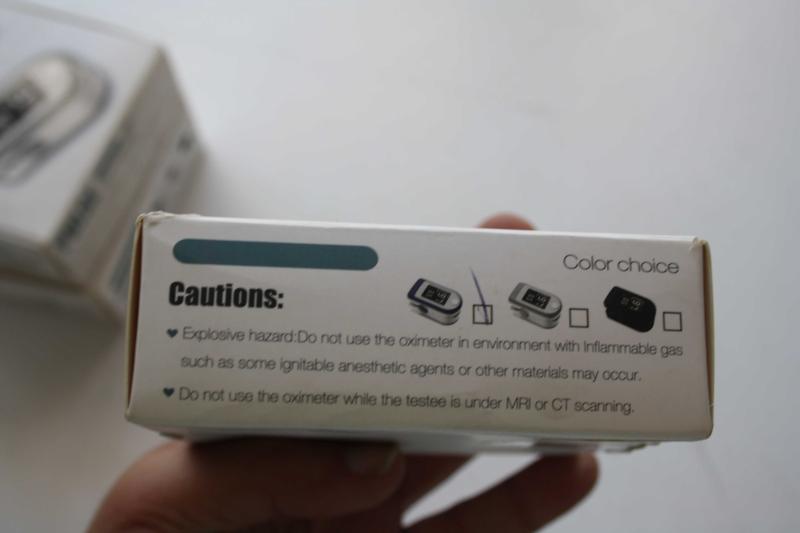 Color choice
Cautions:
Explosive hazard:Do not use the oximeter in environment with Inflammable gas
such as some ignitable anesthetic agents or other materials may occur.
Do not use the oximeter while the testee is under MRI or CT scanning.